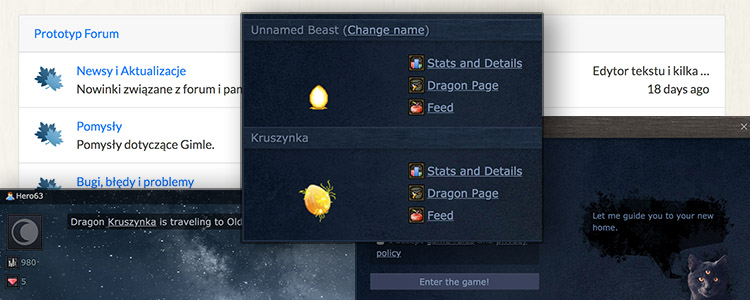 Prototyp Forum
Newsy i Aktualizacje
Nowinki związane z forum i
Edytor tekstu i kilka ...
18 days ago
Pomysły
Pomysły dotyczące Gimle.
Bugi, błędy i problemy
Unnamed Beast (Change name)
Stats and Details
Dragon Page
Feed
Kruszynka
Stats and Details
Dragon Page
Feed
Hero63
Dragon Kruszynka is traveling to
980
5
Let me guide you to your new
home.
and privacy
policy
Enter the game!